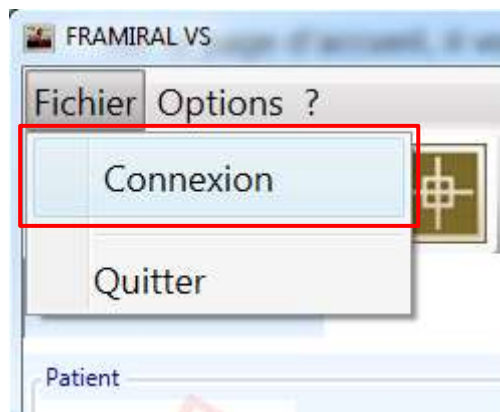 FRAMIRAL VS
Fichier Options ?
Connexion
Quitter
Patient